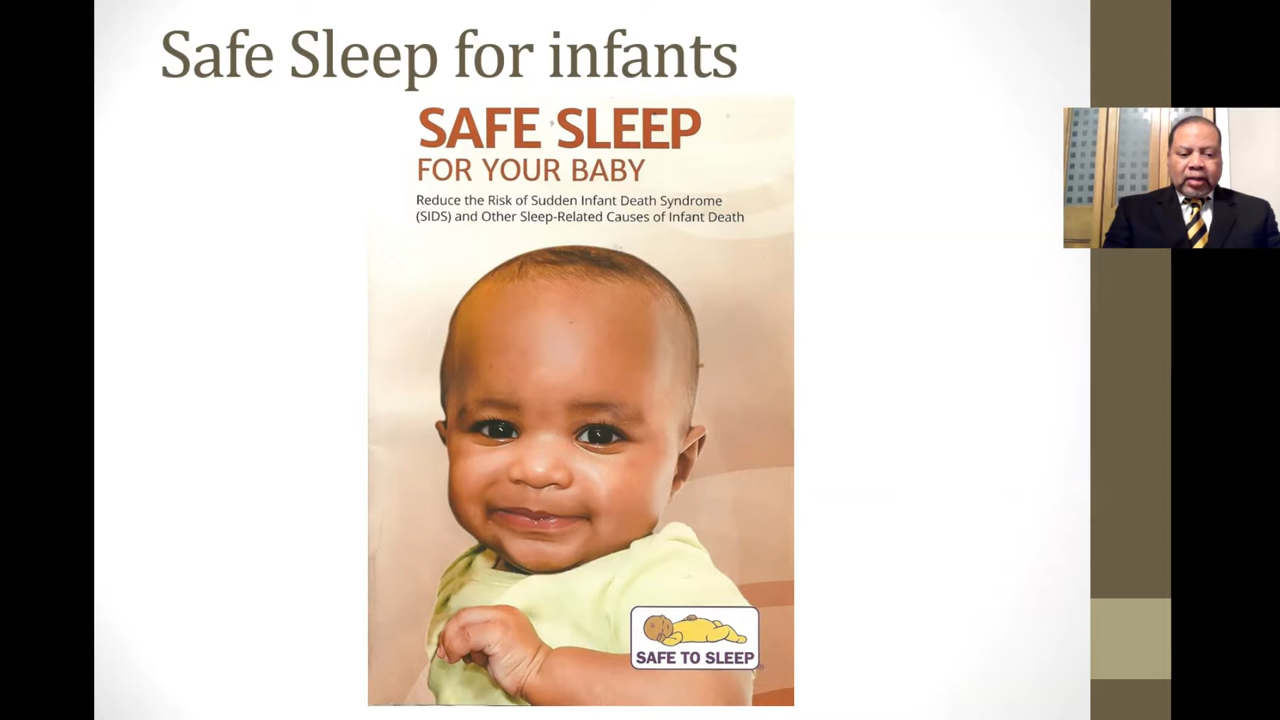 Safe Sleep for infants
SAFE SLEEP
FOR YOUR BABY
Reduce the Risk of Sudden Infant Death Syndrome
(SIDS) and Other Sleep-Related Causes of Infant Death
SAFE TO SLEEP